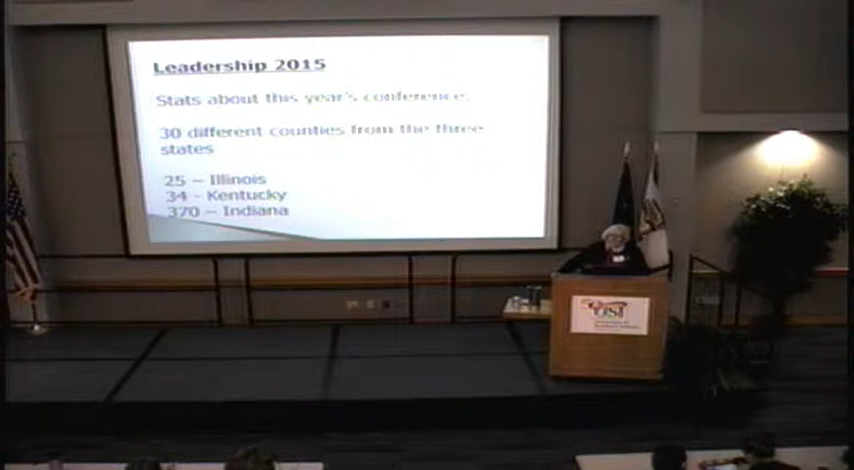 Leadership 2015
Stats about this year's conference:
30 different counties from the three
states
25 – Illinois
34 - Kentucky
370 – Indiana
USI